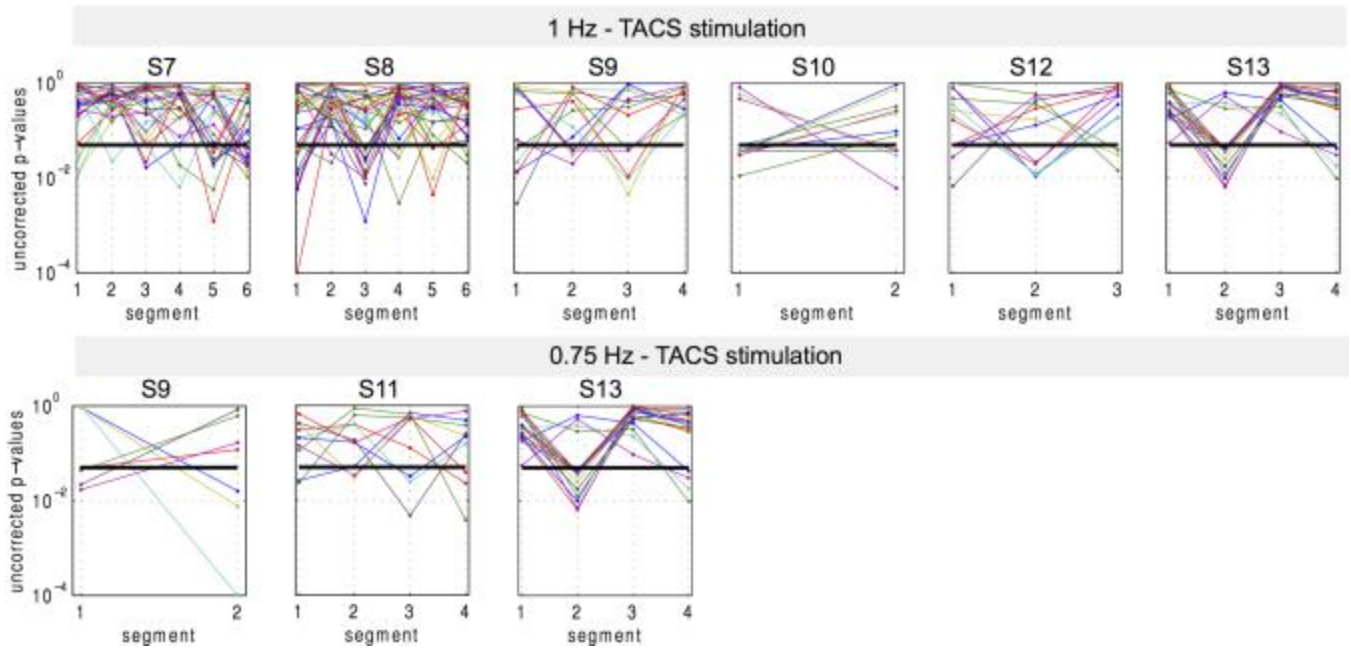 1 Hz - TACS stimulation
S7 S8 S9 S10 S12 S13
uncorrected p-values
10^0
10^-2
10^-4
1 2 3 4 5 6 1 2 3 4 5 6 1 2 3 4 1 2 1 2 3 1 2 3 4
segment segment segment segment segment segment
0.75 Hz - TACS stimulation
S9 S11 S13
uncorrected p-values
10^0
10^-2
10^-4
1 2 1 2 3 4 1 2 3 4
segment segment segment